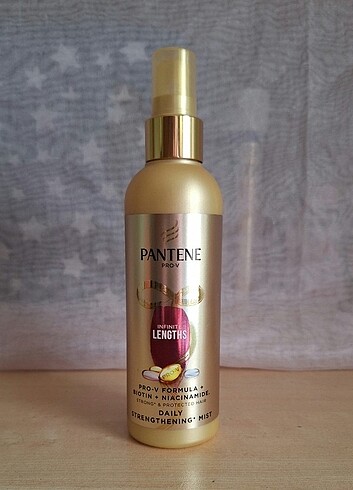 PANTENE
PRO-V
INFINITE
LENGTHS
PRO-V FORMULA +
BIOTIN + NIACINAMIDE
STRONG* & PROTECTED HAIR
DAILY
STRENGTHENING* MIST